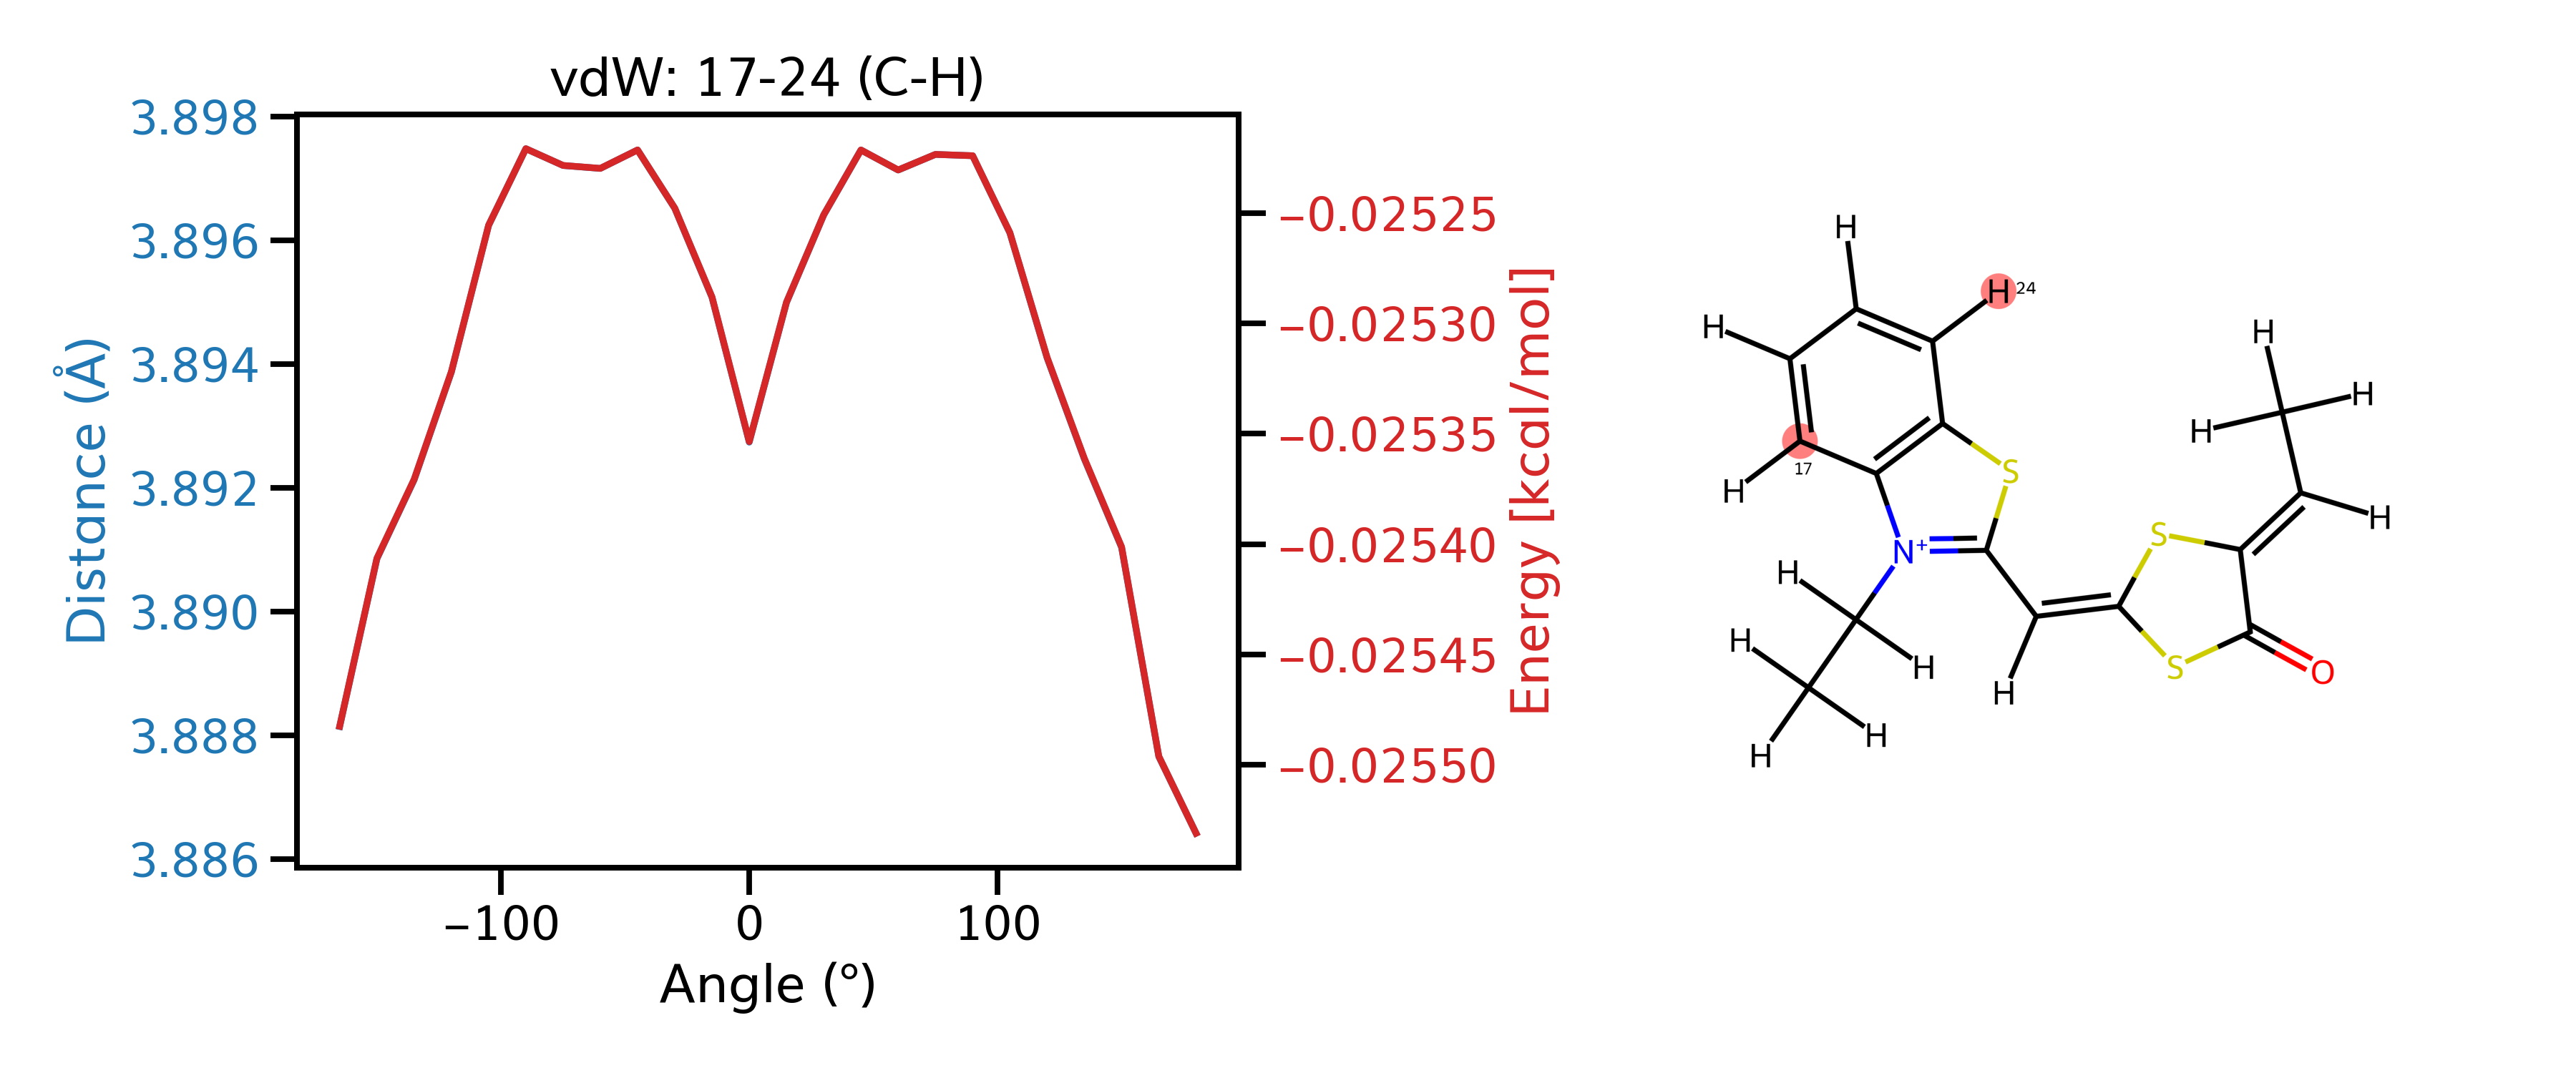 vdW: 17-24 (C-H)
3.898
3.896
3.894
3.892
3.890
3.888
3.886
Distance (Å)
−100
0
100
Angle (°)
−0.02525
−0.02530
−0.02535
−0.02540
−0.02545
−0.02550
Energy [kcal/mol]
H
H
H 24
H
17
H
S
N+
H
H
H
H
H
H
H
H
H
H
S
S
O